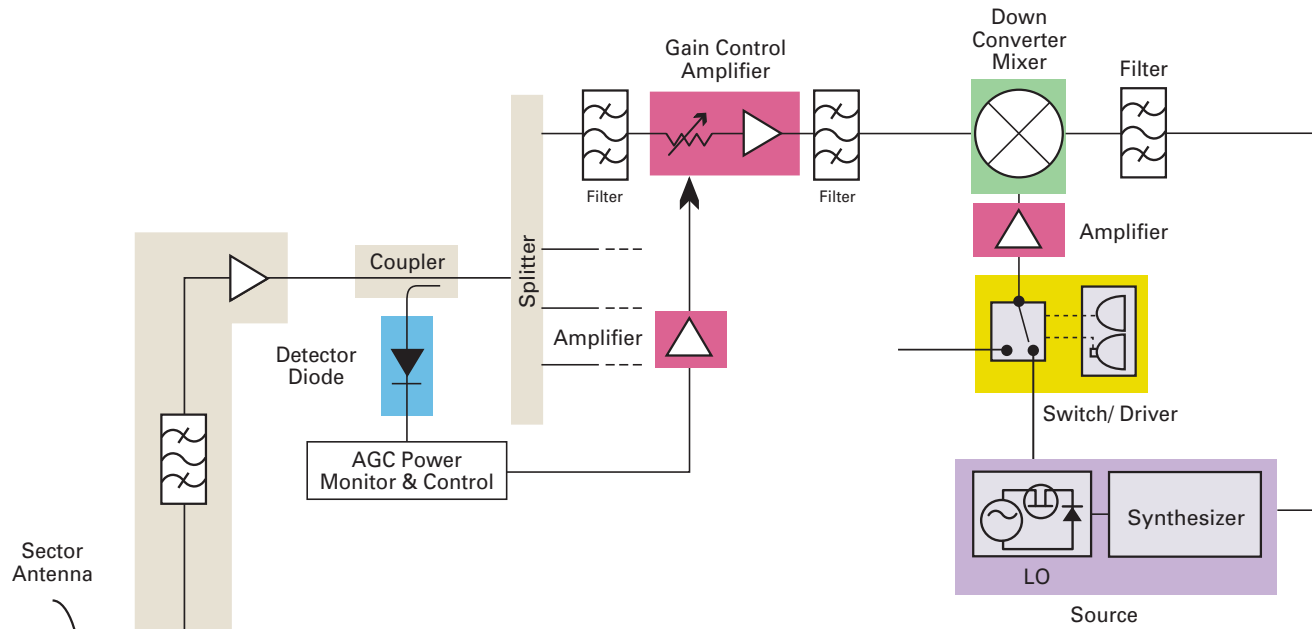 Down
Converter
Mixer
Gain Control
Amplifier
Filter
Filter
Filter
Amplifier
Coupler
Splitter
Amplifier
Detector
Diode
Switch/ Driver
AGC Power
Monitor & Control
Synthesizer
LO
Sector
Antenna
Source